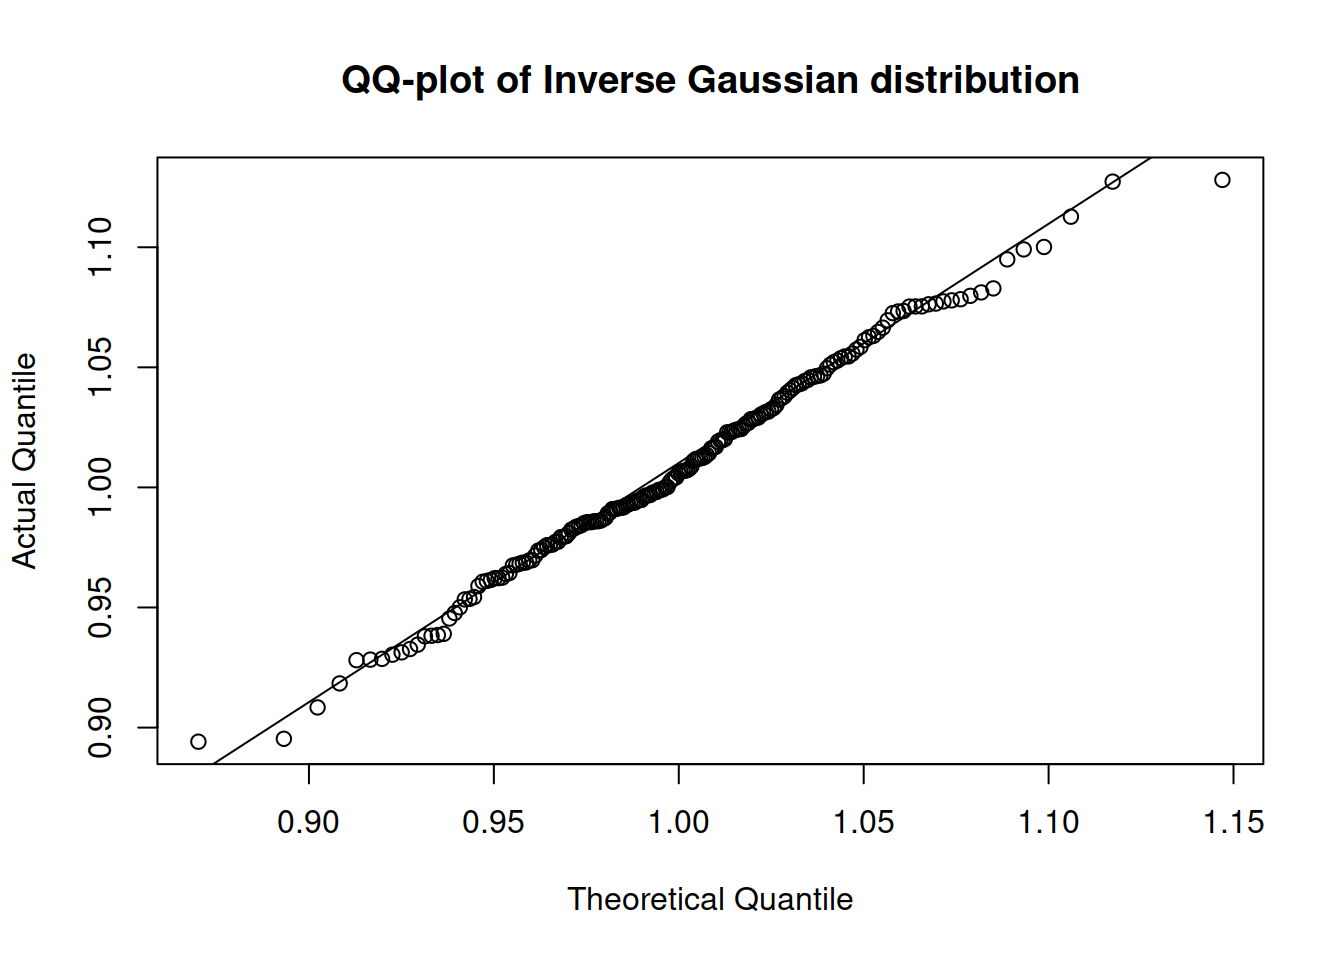 QQ-plot of Inverse Gaussian distribution
Actual Quantile
1.10
1.05
1.00
0.95
0.90
0.90 0.95 1.00 1.05 1.10 1.15
Theoretical Quantile